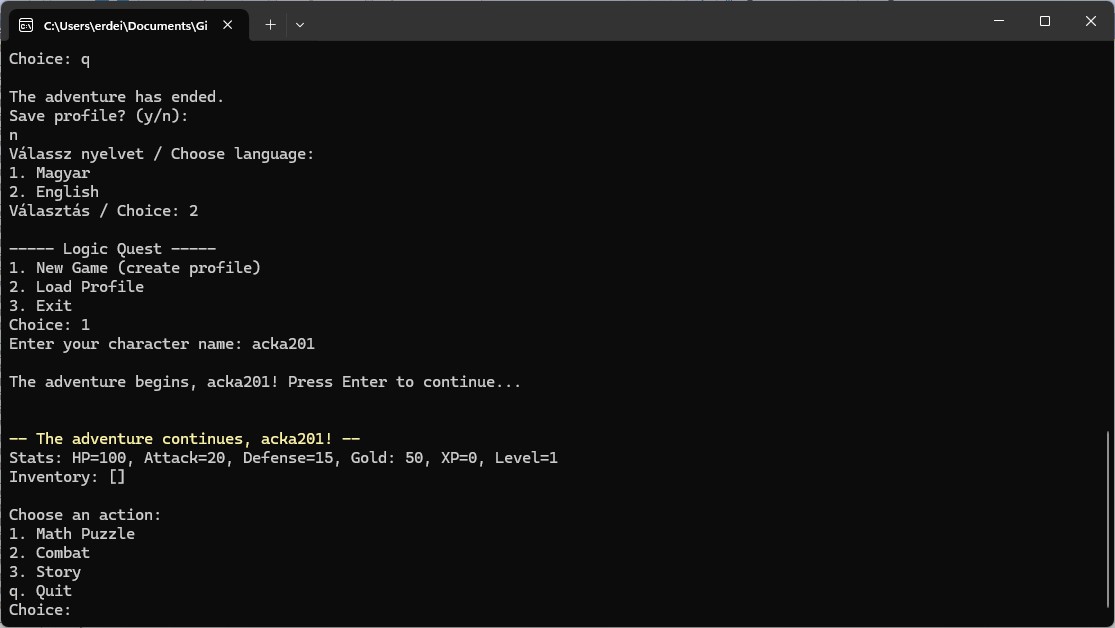 C:\Users\erdei\Documents\Gi
Choice: q
The adventure has ended.
Save profile? (y/n):
n
Válassz nyelvet / Choose language:
1. Magyar
2. English
Választás / Choice: 2
----- Logic Quest -----
1. New Game (create profile)
2. Load Profile
3. Exit
Choice: 1
Enter your character name: acka201
The adventure begins, acka201! Press Enter to continue...
-- The adventure continues, acka201! --
Stats: HP=100, Attack=20, Defense=15, Gold: 50, XP=0, Level=1
Inventory: []
Choose an action:
1. Math Puzzle
2. Combat
3. Story
q. Quit
Choice: